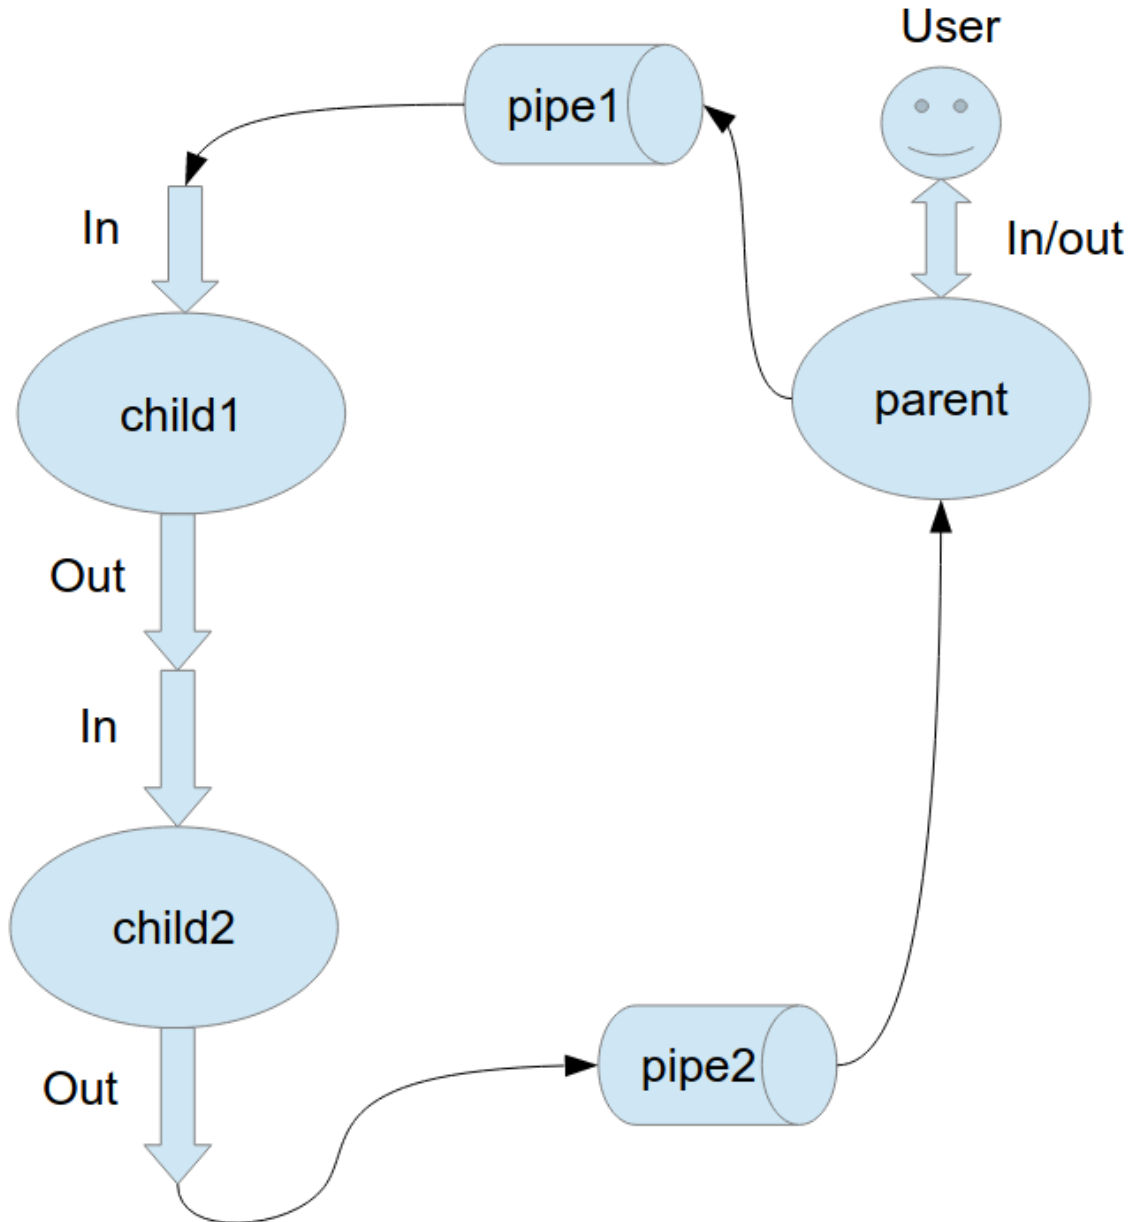 User
pipe1
In
In/out
child1
parent
Out
In
child2
pipe2
Out